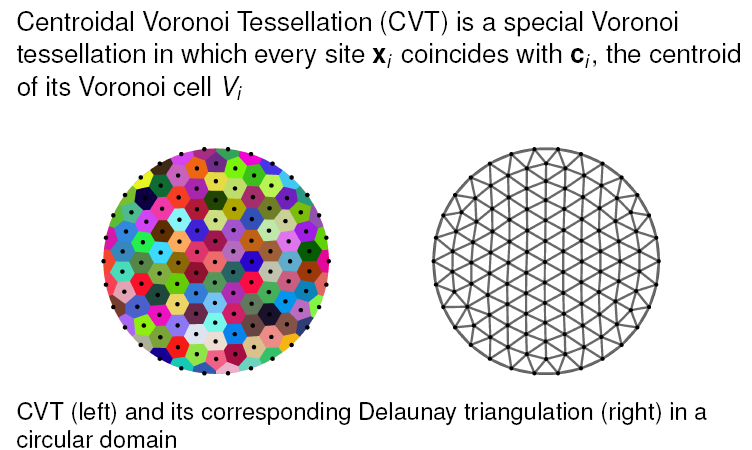 Centroidal Voronoi Tessellation (CVT) is a special Voronoi
tessellation in which every site xᵢ coincides with cᵢ, the centroid
of its Voronoi cell Vᵢ
CVT (left) and its corresponding Delaunay triangulation (right) in a
circular domain